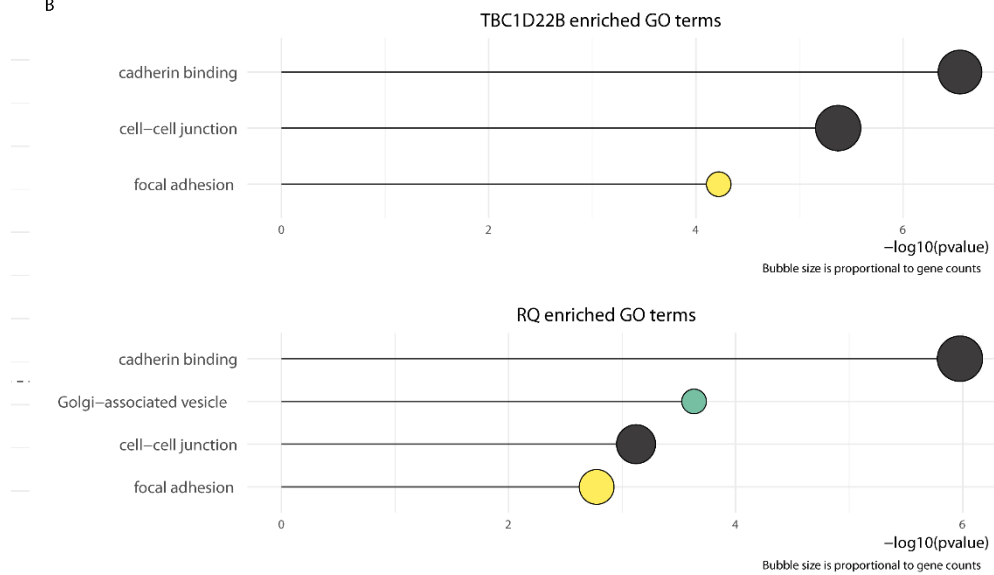 B
TBC1D22B enriched GO terms
cadherin binding
cell−cell junction
focal adhesion
0 2 4 6
−log10(pvalue)
Bubble size is proportional to gene counts
RQ enriched GO terms
cadherin binding
Golgi−associated vesicle
cell−cell junction
focal adhesion
0 2 4 6
−log10(pvalue)
Bubble size is proportional to gene counts